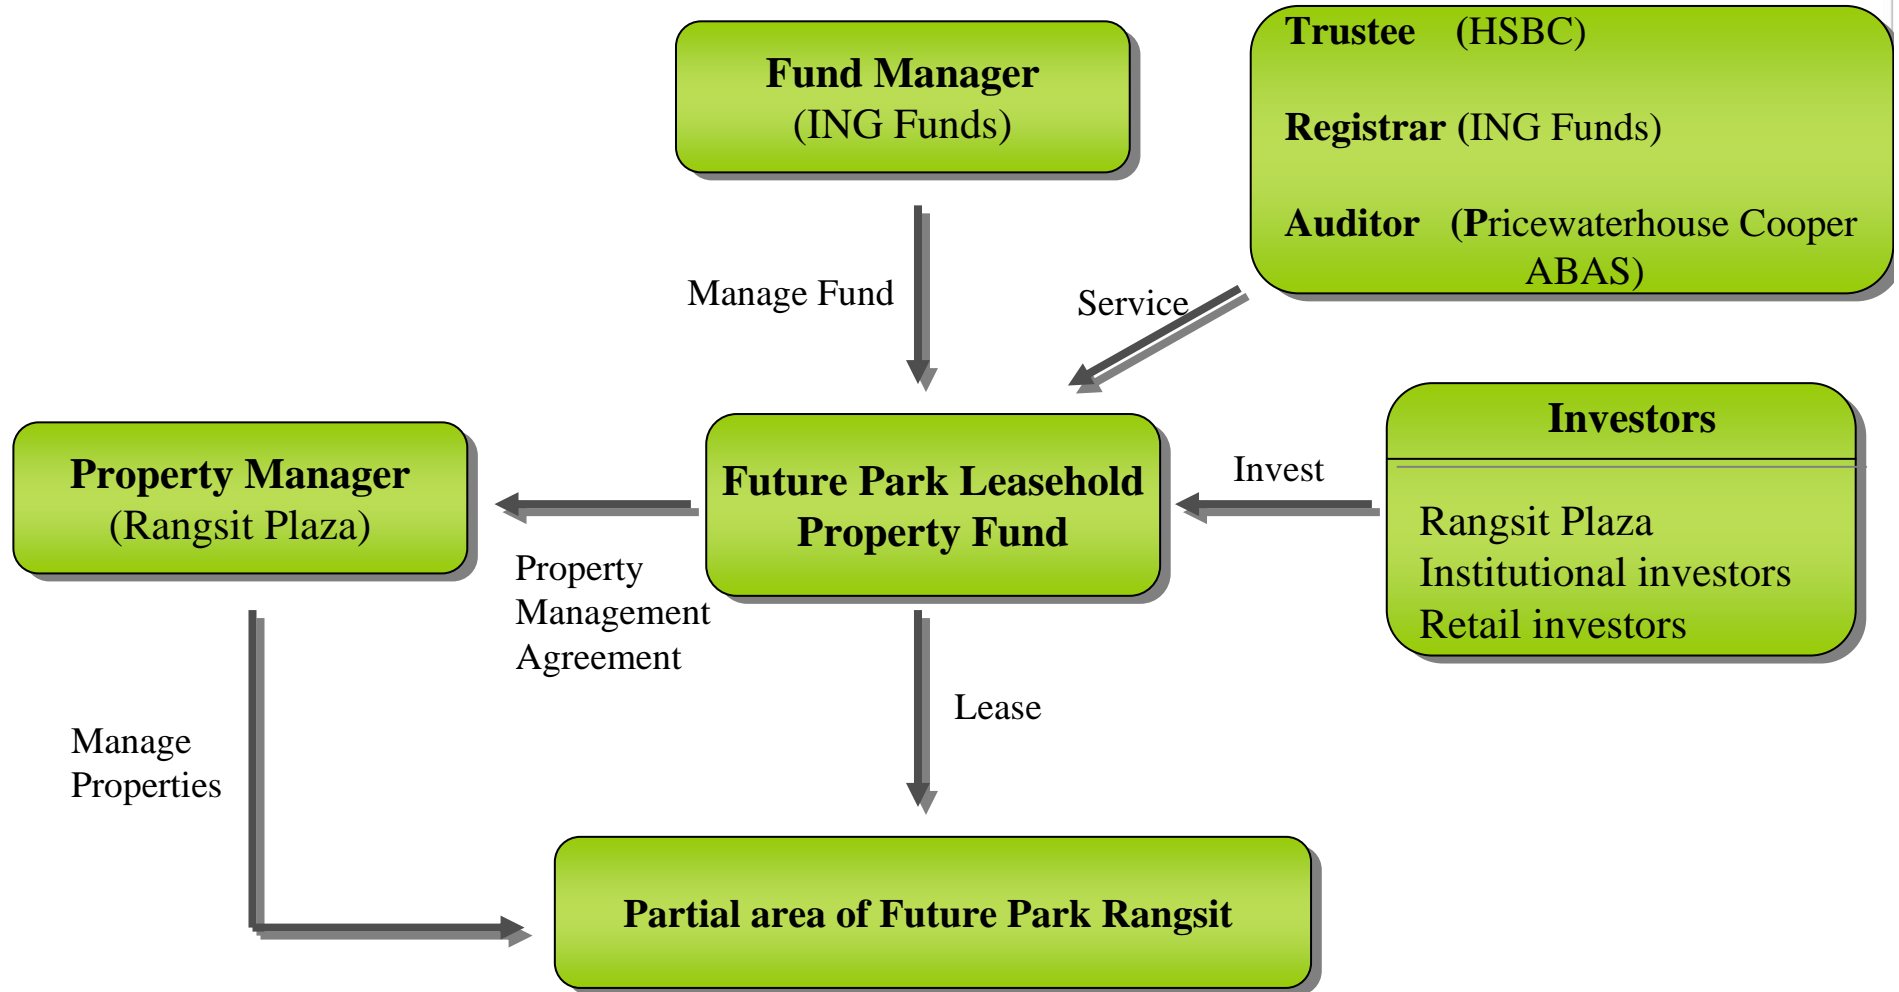 Fund Manager
(ING Funds)
Trustee (HSBC)
Registrar (ING Funds)
Auditor (Pricewaterhouse Cooper
ABAS)
Manage Fund
Service
Property Manager
(Rangsit Plaza)
Future Park Leasehold
Property Fund
Invest
Investors
Rangsit Plaza
Institutional investors
Retail investors
Property
Management
Agreement
Lease
Manage
Properties
Partial area of Future Park Rangsit